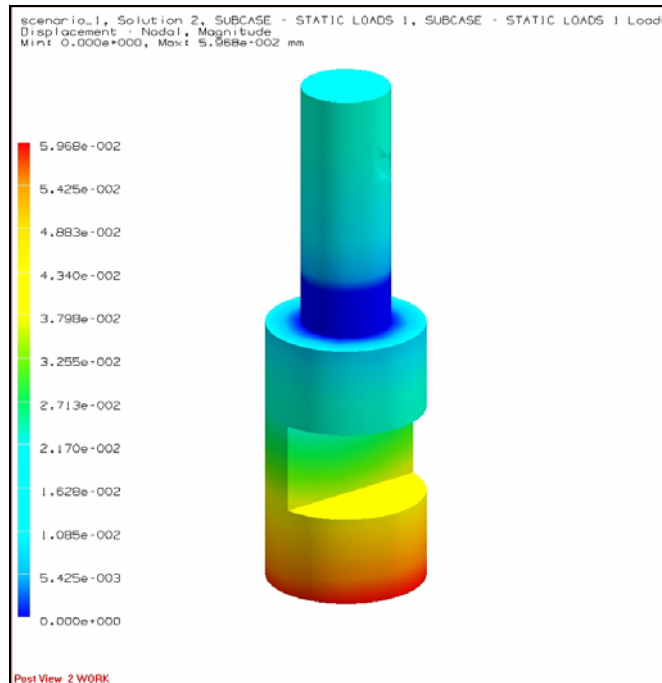 scenario_1, Solution 2, SUBCASE - STATIC LOADS 1, SUBCASE - STATIC LOADS 1 Load
Displacement - Nodal, Magnitude
Min: 0.000e+000, Max: 5.968e-002 mm
5.968e-002
5.425e-002
4.883e-002
4.340e-002
3.798e-002
3.255e-002
2.713e-002
2.170e-002
1.628e-002
1.085e-002
5.425e-003
0.000e+000
Post View 2 WORK